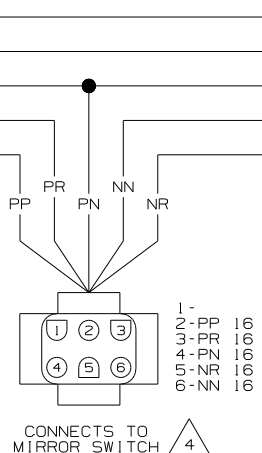 PR NN
PP PN NR
1 -
2-PP 16
3-PR 16
4-PN 16
5-NR 16
6-NN 16
1 2 3
4 5 6
CONNECTS TO
MIRROR SWITCH 4